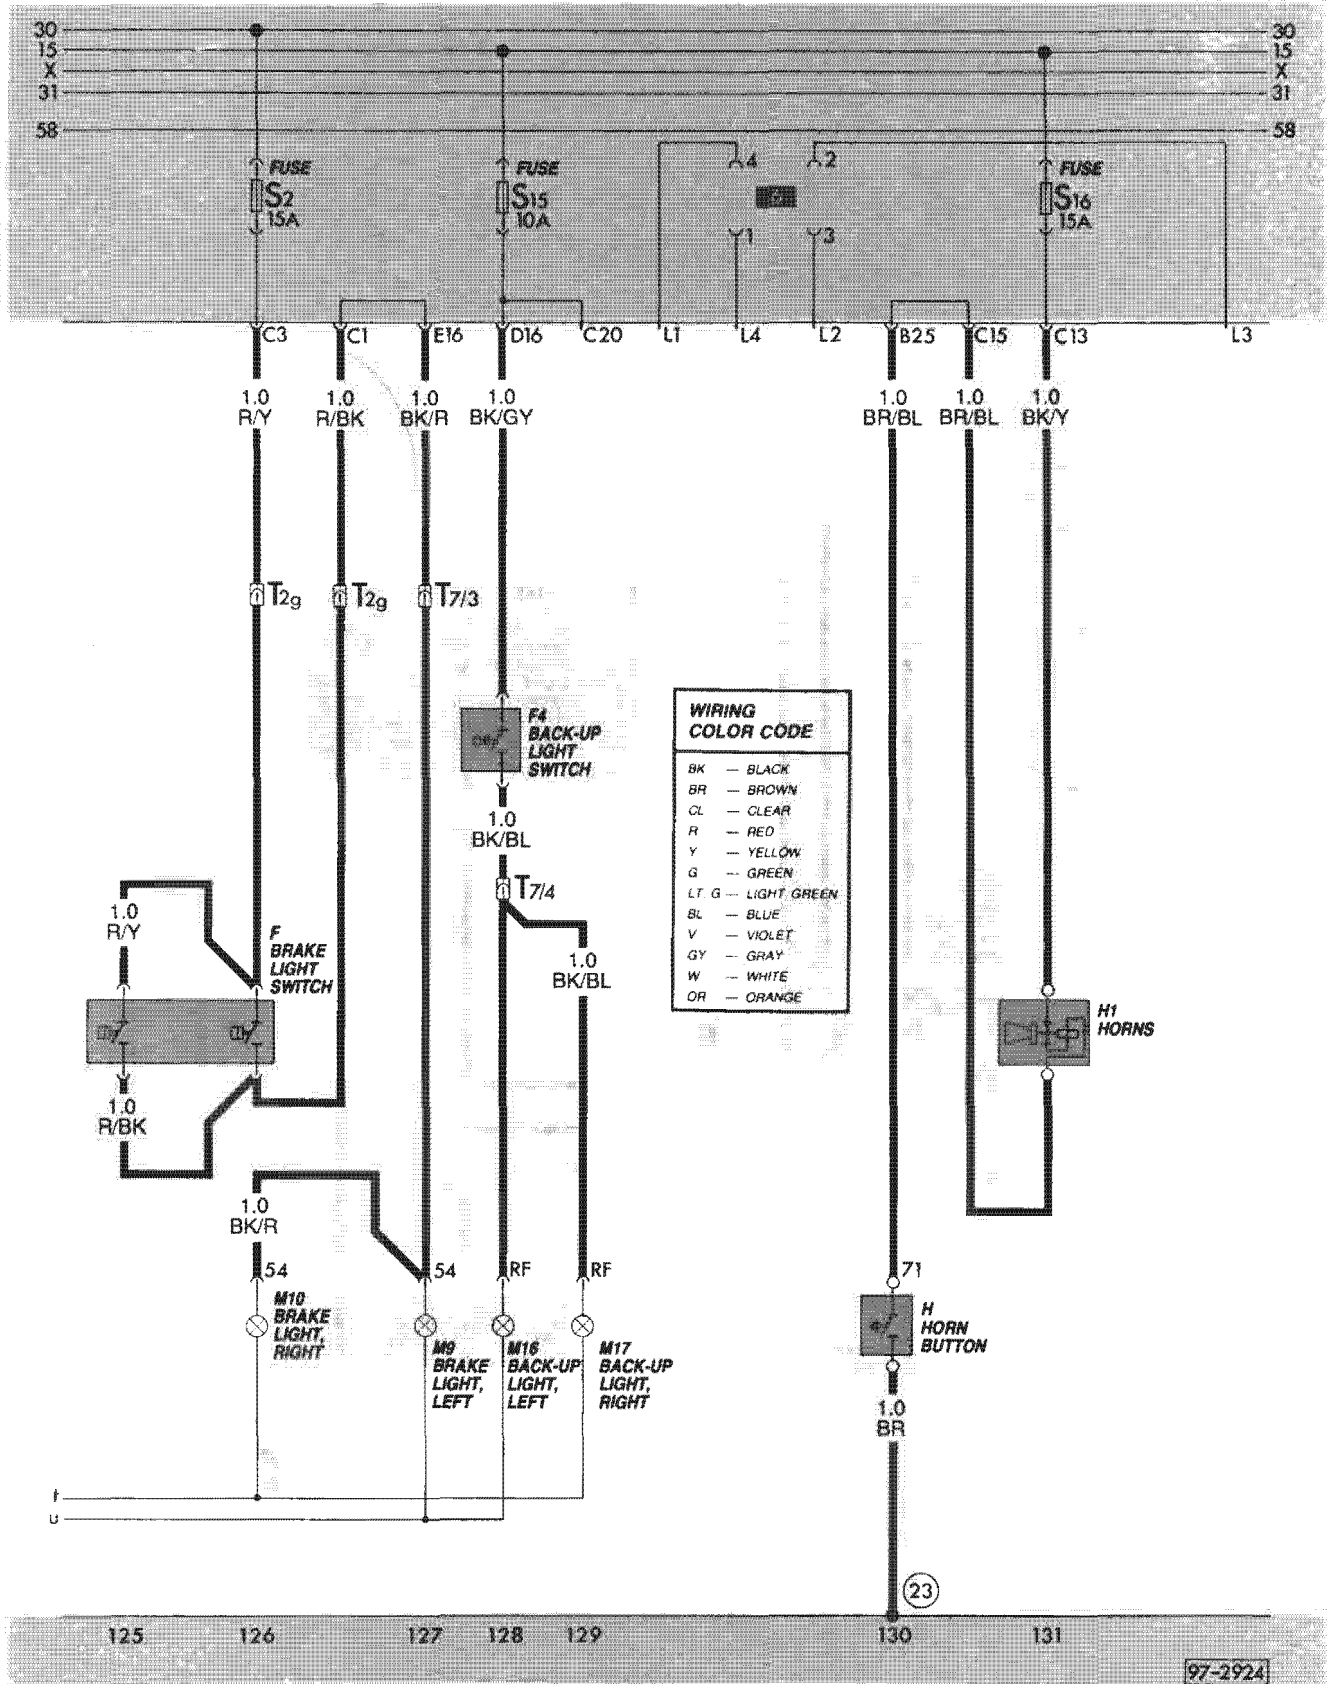 30 30
15 15
X X
31 31
58 58
FUSE FUSE 4 2 FUSE
S2 S15 S16
15A 10A 15A
1 3
C3 C1 E16 D16 C20 L1 L4 L2 B25 C15 C13 L3
1.0 1.0 1.0 1.0 1.0 1.0 1.0
R/Y R/BK BK/R BK/GY BR/BL BR/BL BK/Y
T2g T2g T7/3
F4
BACK-UP
LIGHT
SWITCH
WIRING
COLOR CODE
BK — BLACK
BR — BROWN
CL — CLEAR
R — RED
Y — YELLOW
G — GREEN
LT. G — LIGHT GREEN
BL — BLUE
V — VIOLET
GY — GRAY
W — WHITE
OR — ORANGE
1.0
BK/BL
T7/4
1.0
R/Y
F
BRAKE
LIGHT
SWITCH
1.0
BK/BL
H1
HORNS
1.0
R/BK
1.0
BK/R
54 54 RF RF 71
M10
BRAKE
LIGHT,
RIGHT
M9
BRAKE
LIGHT,
LEFT
M16
BACK-UP
LIGHT,
LEFT
M17
BACK-UP
LIGHT,
RIGHT
H
HORN
BUTTON
1.0
BR
t
u
23
125 126 127 128 129 130 131
97-2924